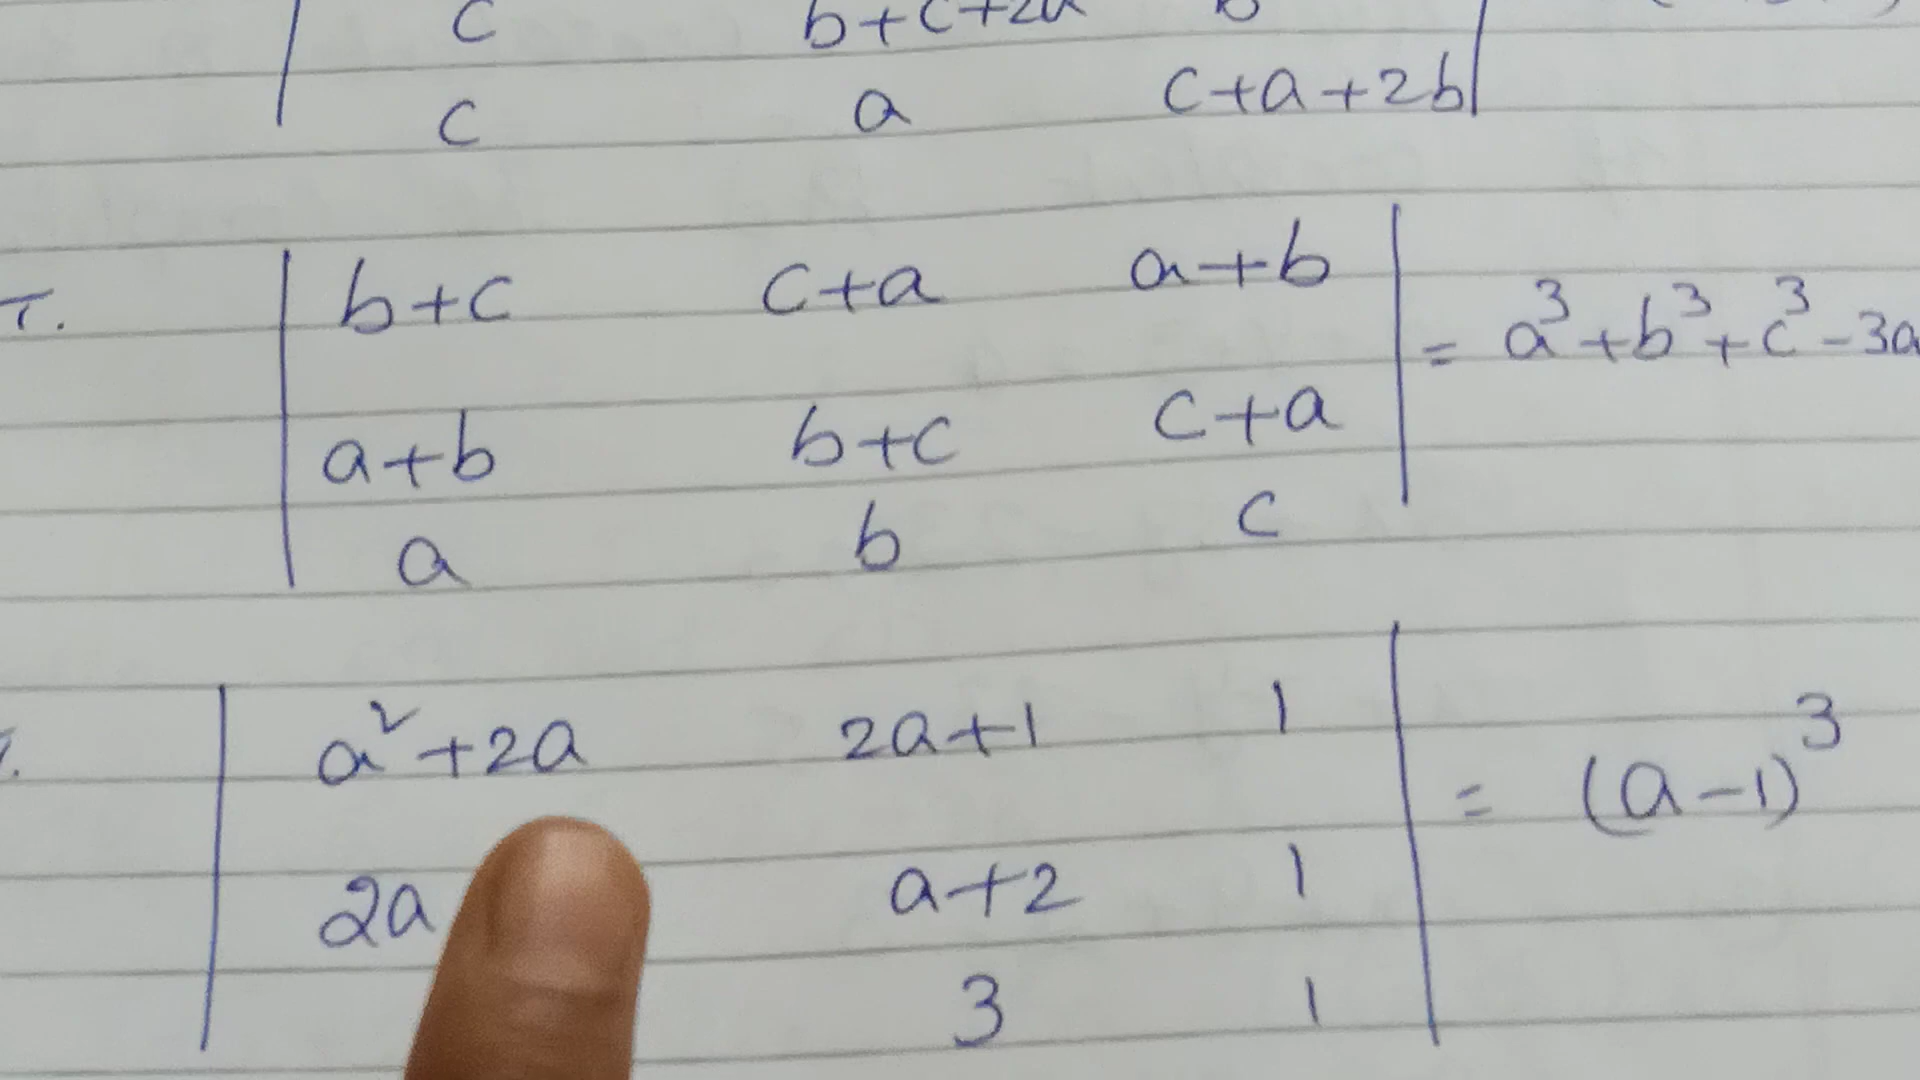 c b+c+2a b
c a c+a+2b
T. b+c c+a a+b
= a³+b³+c³-3a
a+b b+c c+a
a b c
a²+2a 2a+1 1
= (a-1)³
2a a+2 1
3 1